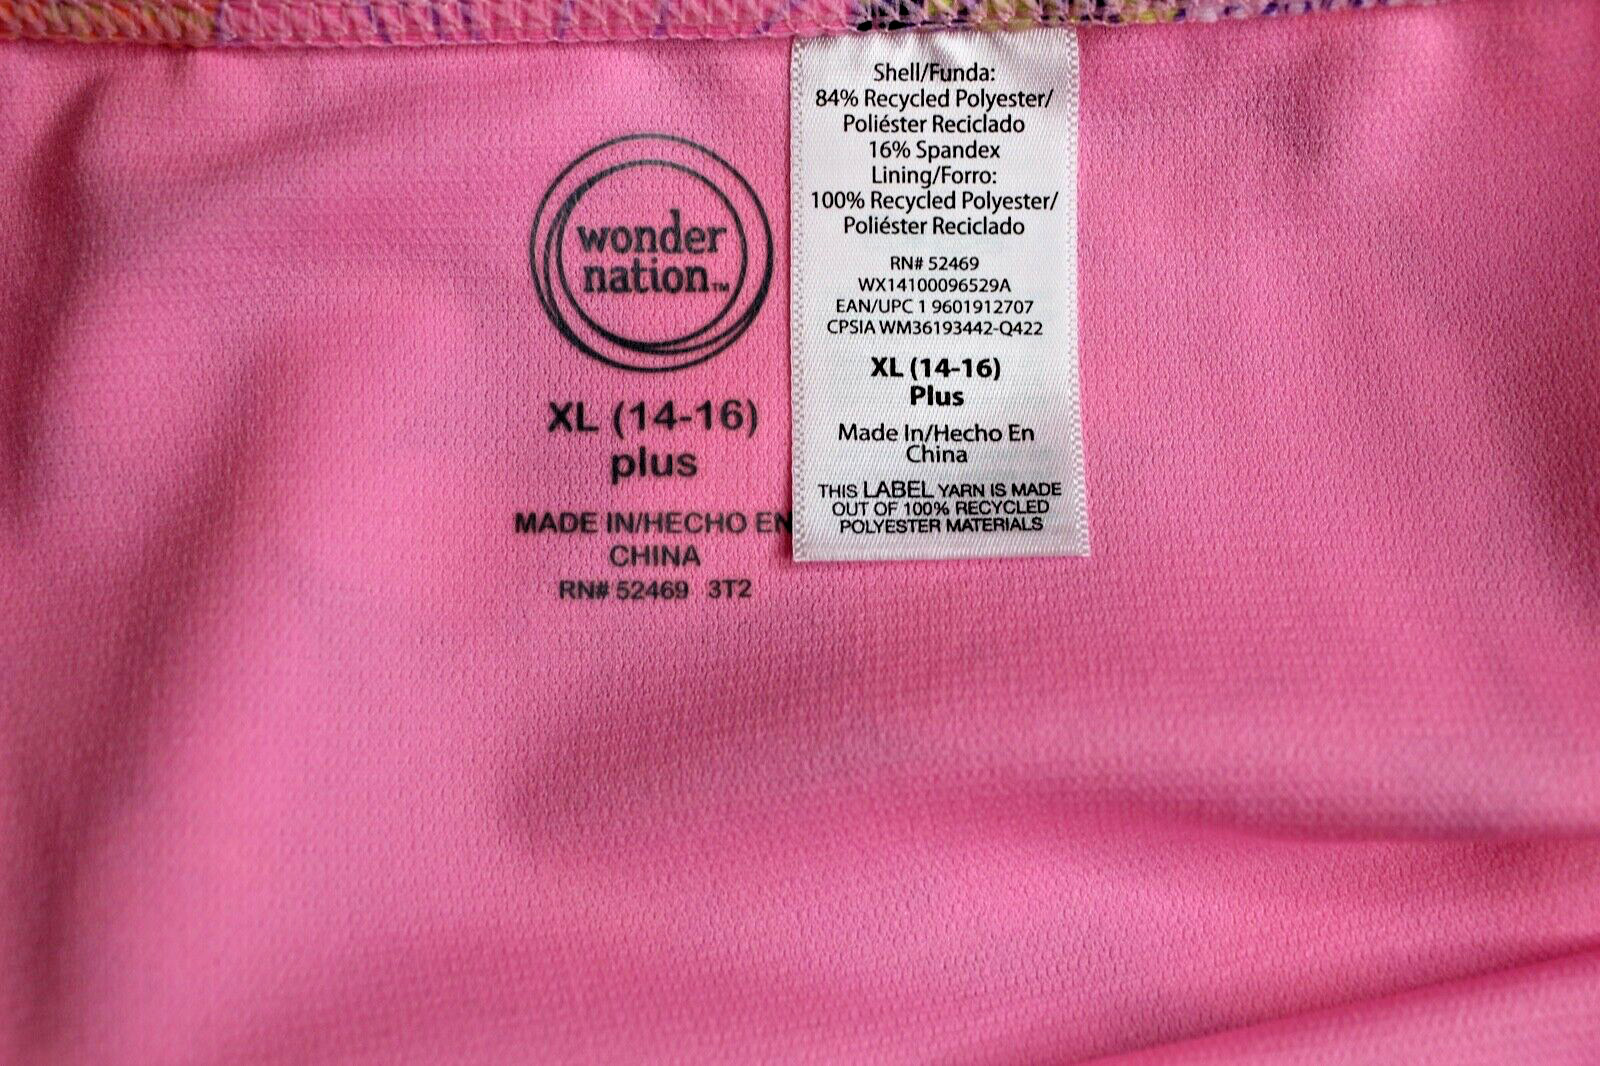 wonder
nation™
XL (14-16)
plus
MADE IN/HECHO EN
CHINA
RN# 52469 3T2
Shell/Funda:
84% Recycled Polyester/
Poliéster Reciclado
16% Spandex
Lining/Forro:
100% Recycled Polyester/
Poliéster Reciclado
RN# 52469
WX14100096529A
EAN/UPC 1 9601912707
CPSIA WM36193442-Q422
XL (14-16)
Plus
Made In/Hecho En
China
THIS LABEL YARN IS MADE
OUT OF 100% RECYCLED
POLYESTER MATERIALS